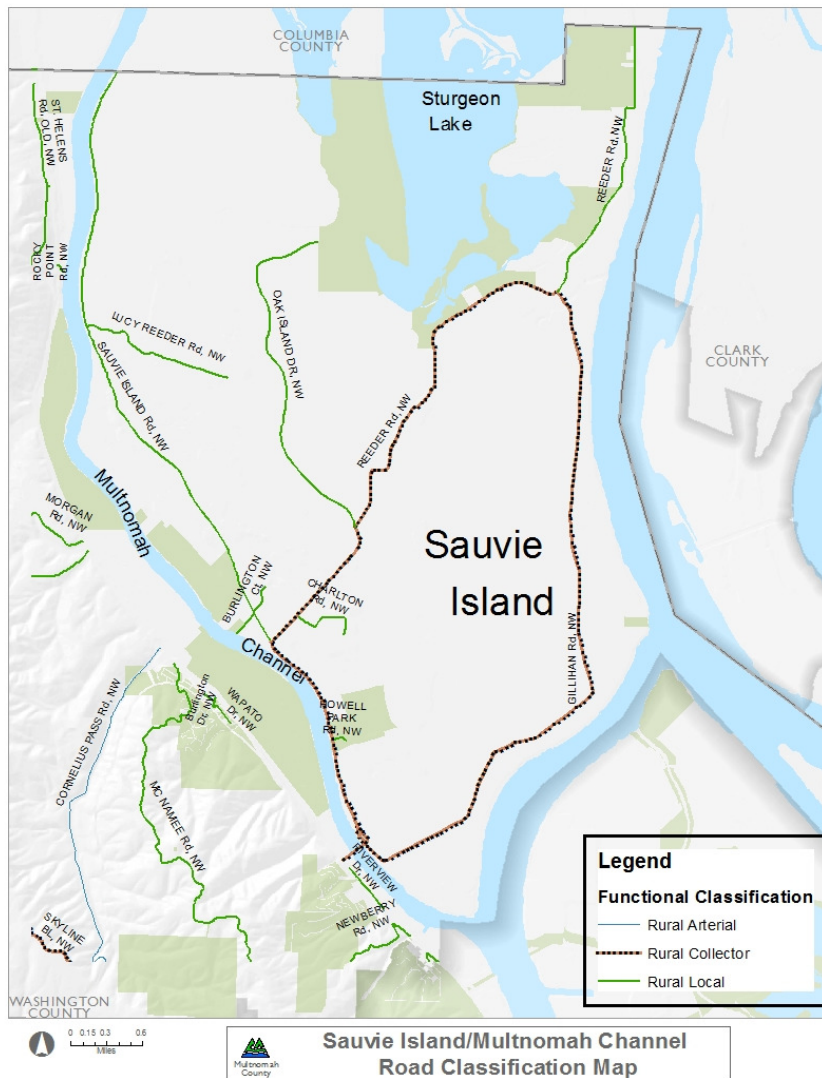 COLUMBIA
COUNTY
Sturgeon
Lake
ST. HELENS
Rd, OLD, NW
REEDER Rd, NW
ROCKY
POINT
Rd, NW
OAK ISLAND DR, NW
LUCY REEDER Rd, NW
SAUVIE ISLAND Rd, NW
CLARK
COUNTY
REEDER Rd, NW
Multnomah
Channel
MORGAN
Rd, NW
Sauvie
Island
BURLINGTON
Ct, NW
CHARLTON
Rd, NW
GILLIHAN Rd, NW
CORNELIUS PASS Rd, NW
Burlington
Dr, NW
WAPATO
Dr, NW
HOWELL
PARK
Rd, NW
MC NAMEE Rd, NW
RIVERVIEW
Dr, NW
NEWBERRY
Rd, NW
SKYLINE
BL, NW
WASHINGTON
COUNTY
Legend
Functional Classification
Rural Arterial
Rural Collector
Rural Local
0 0.15 0.3 0.6
Miles
Multnomah
County
Sauvie Island/Multnomah Channel
Road Classification Map